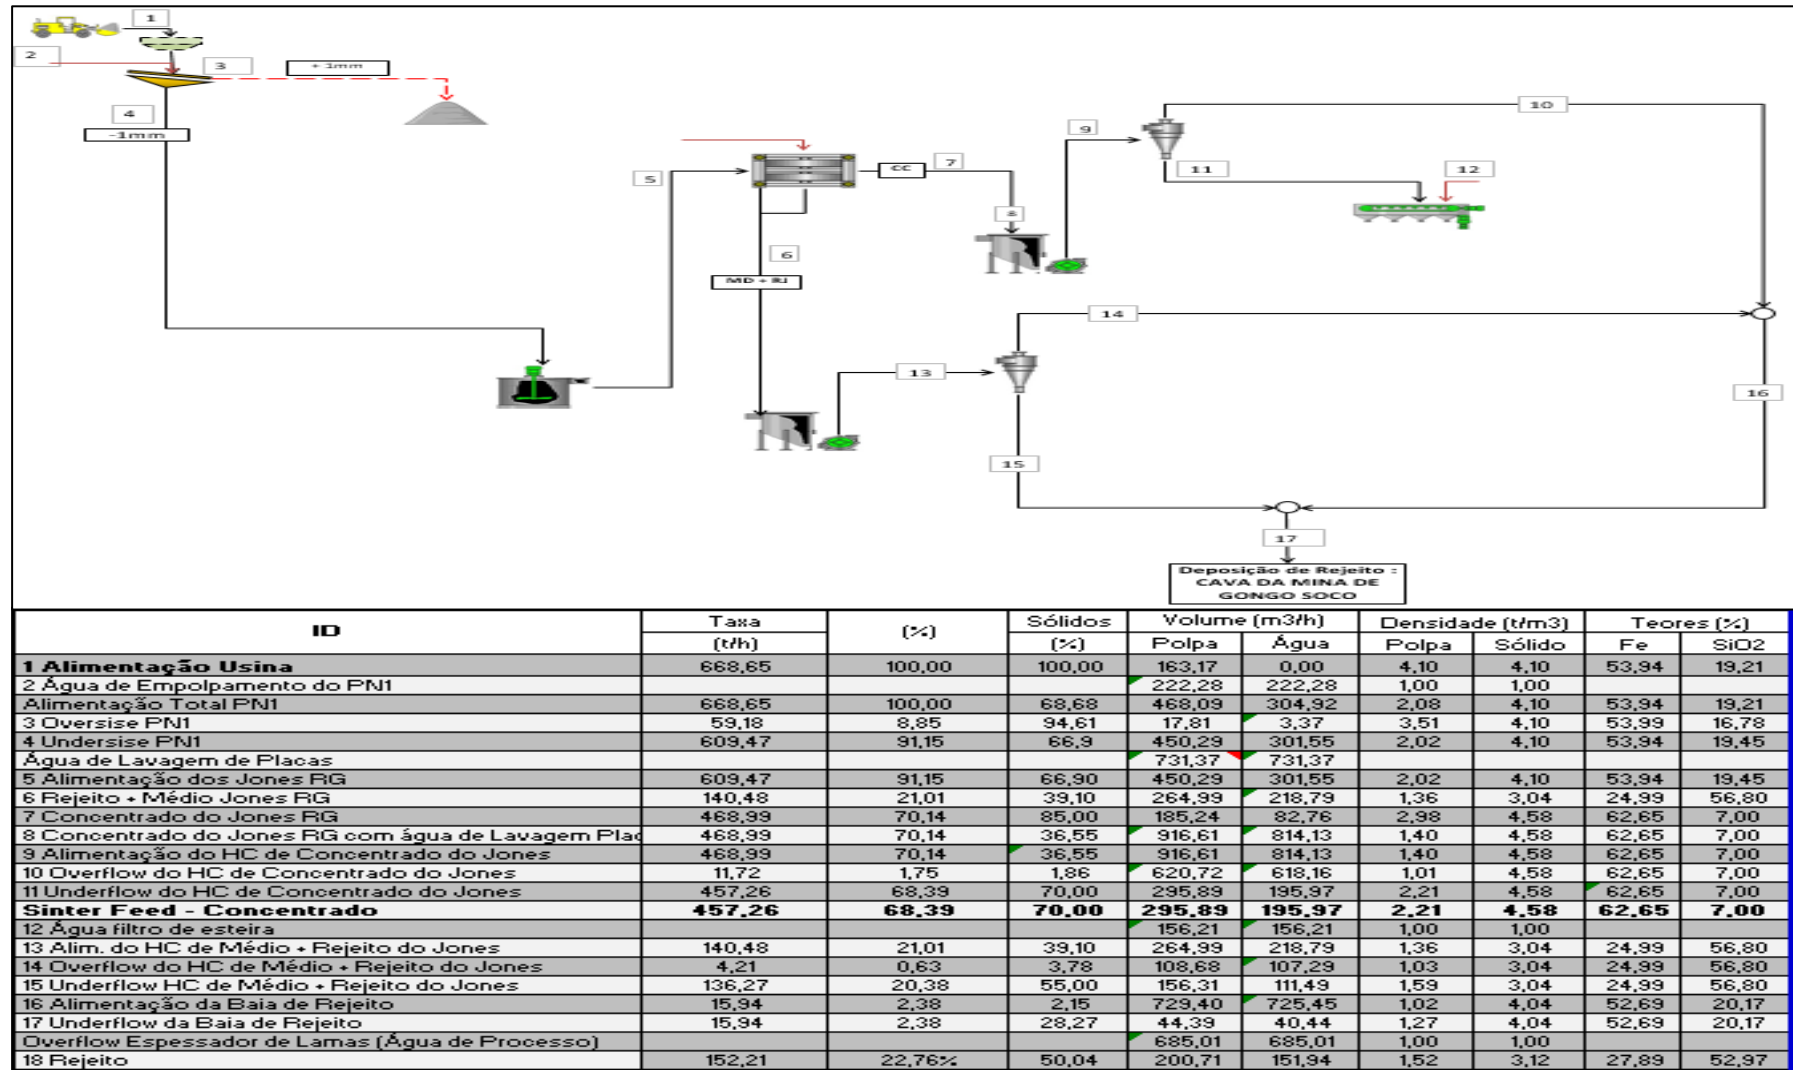 1
2
3
+ 1mm
4
-1mm
10
9
5
CC
7
11
12
8
6
MD + RJ
14
13
16
15
17
Deposição de Rejeito :
CAVA DA MINA DE
GONGO SOCO
ID Taxa (%) Sólidos Volume (m3/h) Densidade (t/m3) Teores (%)
(t/h) (%) Polpa Água Polpa Sólido Fe SiO2
1 Alimentação Usina 668,65 100,00 100,00 163,17 0,00 4,10 4,10 53,94 19,21
2 Água de Empolpamento do PN1 222,28 222,28 1,00 1,00
Alimentação Total PN1 668,65 100,00 68,68 468,09 304,92 2,08 4,10 53,94 19,21
3 Oversise PN1 59,18 8,85 94,61 17,81 3,37 3,51 4,10 53,99 16,78
4 Undersise PN1 609,47 91,15 66,9 450,29 301,55 2,02 4,10 53,94 19,45
Água de Lavagem de Placas 731,37 731,37
5 Alimentação dos Jones RG 609,47 91,15 66,90 450,29 301,55 2,02 4,10 53,94 19,45
6 Rejeito + Médio Jones RG 140,48 21,01 39,10 264,99 218,79 1,36 3,04 24,99 56,80
7 Concentrado do Jones RG 468,99 70,14 85,00 185,24 82,76 2,98 4,58 62,65 7,00
8 Concentrado do Jones RG com água de Lavagem Plac 468,99 70,14 36,55 916,61 814,13 1,40 4,58 62,65 7,00
9 Alimentação do HC de Concentrado do Jones 468,99 70,14 36,55 916,61 814,13 1,40 4,58 62,65 7,00
10 Overflow do HC de Concentrado do Jones 11,72 1,75 1,86 620,72 618,16 1,01 4,58 62,65 7,00
11 Underflow do HC de Concentrado do Jones 457,26 68,39 70,00 295,89 195,97 2,21 4,58 62,65 7,00
Sinter Feed - Concentrado 457,26 68,39 70,00 295,89 195,97 2,21 4,58 62,65 7,00
12 Água filtro de esteira 156,21 156,21 1,00 1,00
13 Alim. do HC de Médio + Rejeito do Jones 140,48 21,01 39,10 264,99 218,79 1,36 3,04 24,99 56,80
14 Overflow do HC de Médio + Rejeito do Jones 4,21 0,63 3,78 108,68 107,29 1,03 3,04 24,99 56,80
15 Underflow HC de Médio + Rejeito do Jones 136,27 20,38 55,00 156,31 111,49 1,59 3,04 24,99 56,80
16 Alimentação da Baia de Rejeito 15,94 2,38 2,15 729,40 725,45 1,02 4,04 52,69 20,17
17 Underflow da Baia de Rejeito 15,94 2,38 28,27 44,39 40,44 1,27 4,04 52,69 20,17
Overflow Espessador de Lamas (Água de Processo) 685,01 685,01 1,00 1,00
18 Rejeito 152,21 22,76% 50,04 200,71 151,94 1,52 3,12 27,89 52,97